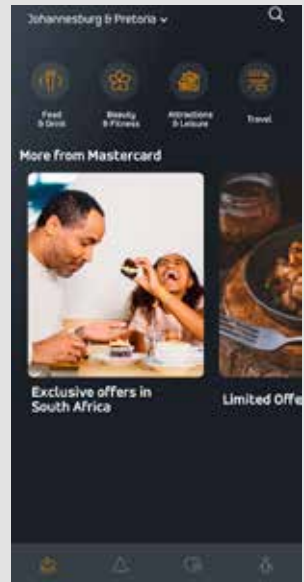 Johannesburg & Pretoria
Food
& Drink
Beauty
& Fitness
Attractions
& Leisure
Travel
More from Mastercard
Exclusive offers in
South Africa
Limited Offe